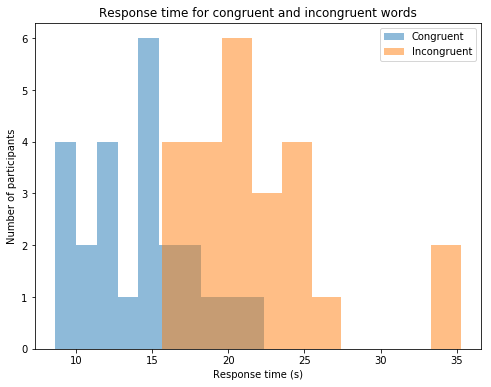 Response time for congruent and incongruent words
Congruent
Incongruent
Number of participants
6
5
4
3
2
1
0
10 15 20 25 30 35
Response time (s)